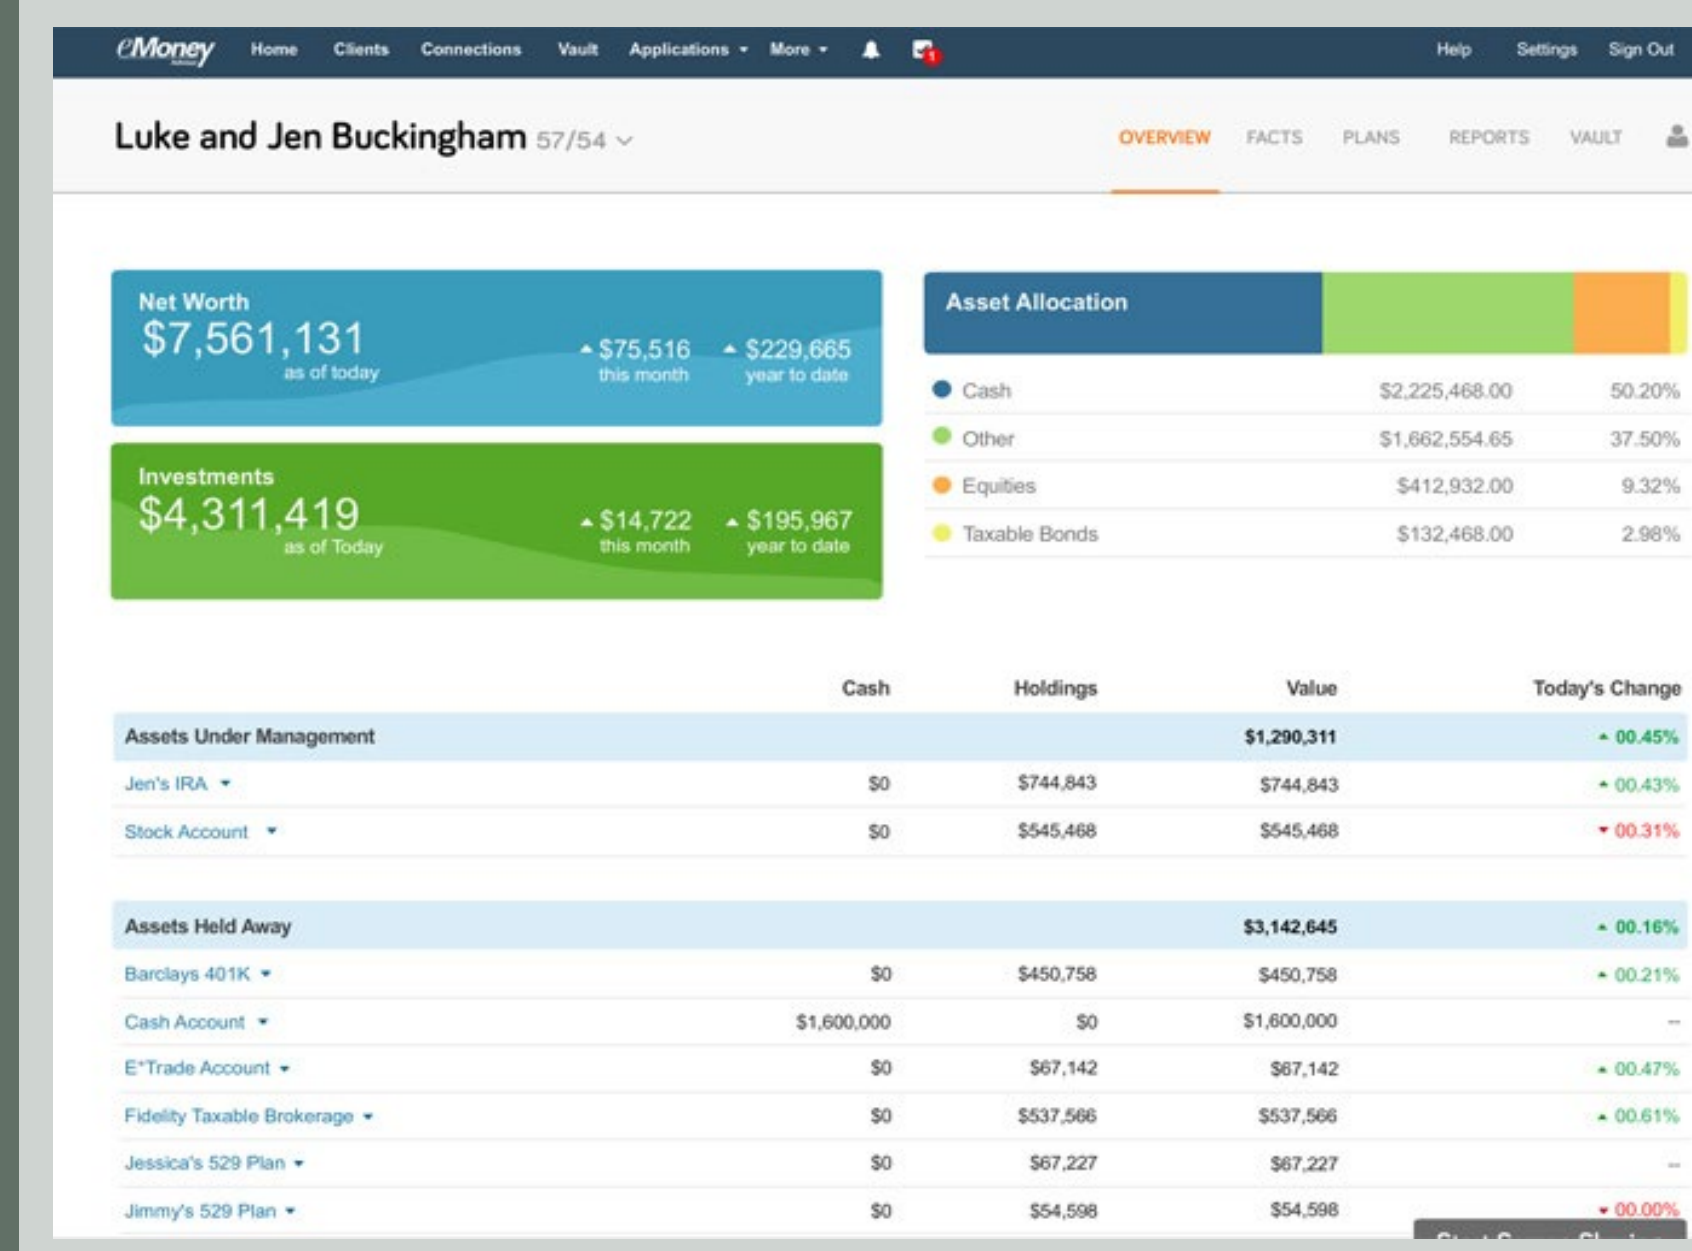 eMoney Home Clients Connections Vault Applications More 1 Help Settings Sign Out
Luke and Jen Buckingham 57/54 OVERVIEW FACTS PLANS REPORTS VAULT
Net Worth
$7,561,131
as of today
$75,516 $229,665
this month year to date
Investments
$4,311,419
as of Today
$14,722 $195,967
this month year to date
Asset Allocation
Cash $2,225,468.00 50.20%
Other $1,662,554.65 37.50%
Equities $412,932.00 9.32%
Taxable Bonds $132,468.00 2.98%
Cash Holdings Value Today's Change
Assets Under Management $1,290,311 00.45%
Jen's IRA $0 $744,843 $744,843 00.43%
Stock Account $0 $545,468 $545,468 00.31%
Assets Held Away $3,142,645 00.16%
Barclays 401K $0 $450,758 $450,758 00.21%
Cash Account $1,600,000 $0 $1,600,000 --
E*Trade Account $0 $67,142 $67,142 00.47%
Fidelity Taxable Brokerage $0 $537,566 $537,566 00.61%
Jessica's 529 Plan $0 $67,227 $67,227 --
Jimmy's 529 Plan $0 $54,598 $54,598 00.00%